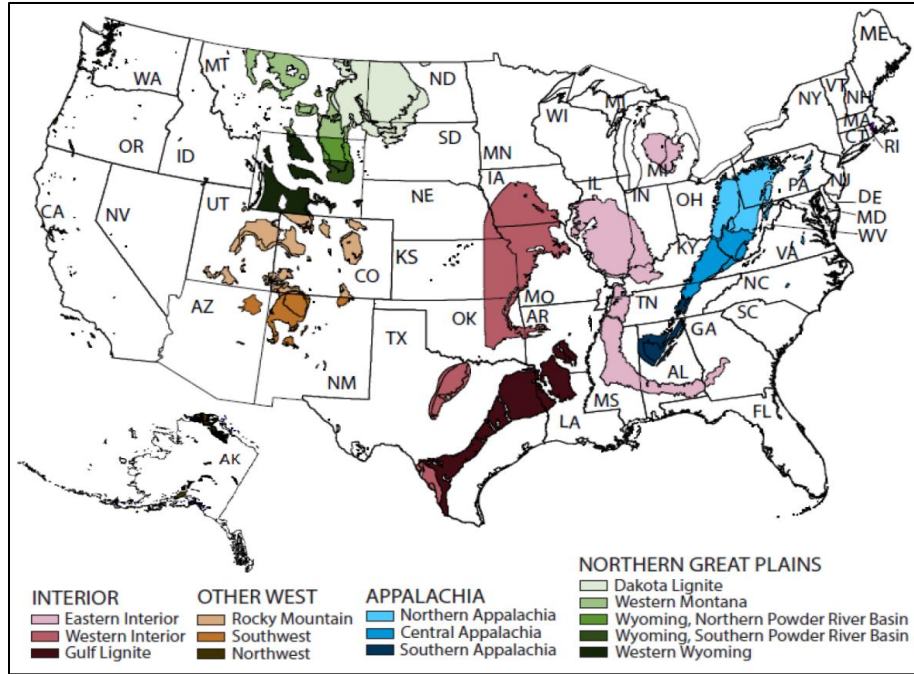 ME
WA
MT
ND
VT
NH
NY
MA
CT
RI
OR
ID
SD
MN
WI
MI
MI
IA
NE
IL
IN
OH
PA
NJ
DE
MD
WV
CA
NV
UT
CO
KS
MO
KY
VA
NC
TN
AZ
NM
OK
AR
SC
GA
TX
AL
MS
LA
FL
AK
INTERIOR
Eastern Interior
Western Interior
Gulf Lignite
OTHER WEST
Rocky Mountain
Southwest
Northwest
APPALACHIA
Northern Appalachia
Central Appalachia
Southern Appalachia
NORTHERN GREAT PLAINS
Dakota Lignite
Western Montana
Wyoming, Northern Powder River Basin
Wyoming, Southern Powder River Basin
Western Wyoming